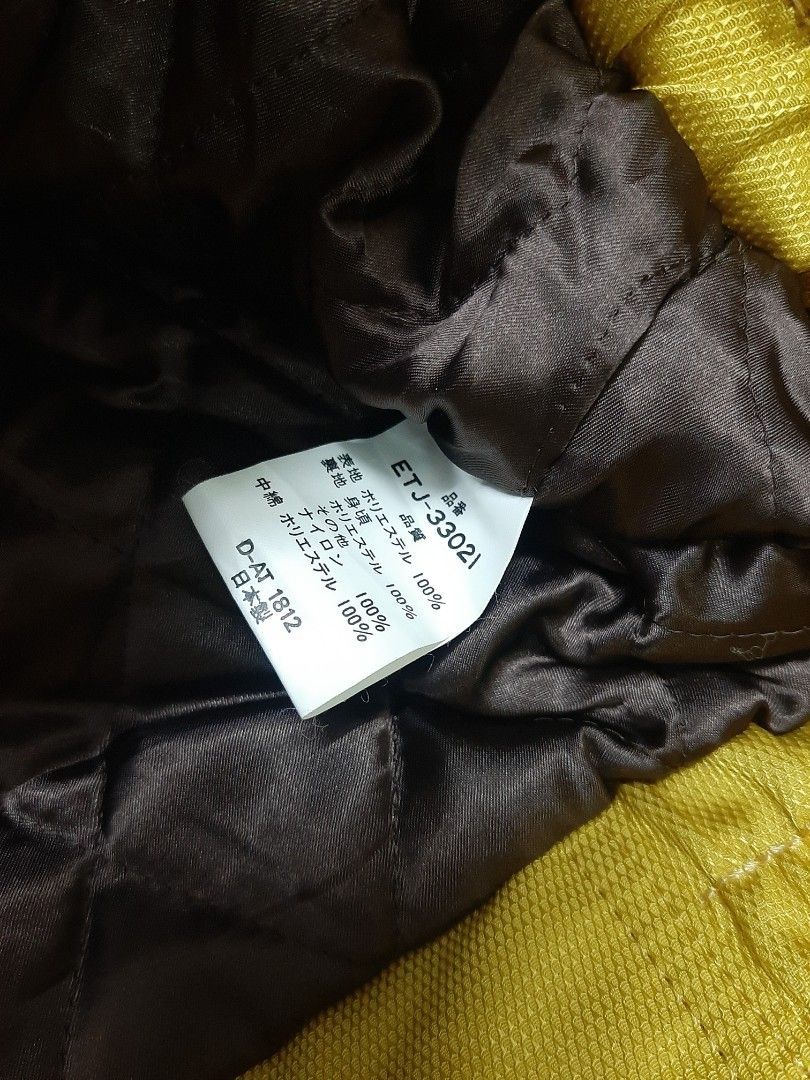 品番
ETJ-33021
品質
表地 ポリエステル 100%
裏地 身頃
ポリエステル 100%
その他
ナイロン 100%
中綿 ポリエステル 100%
D-AT 1812
日本製